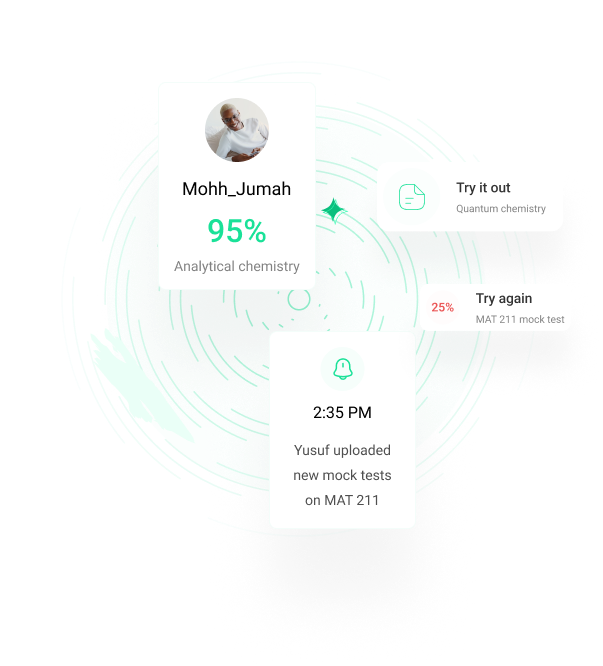 Mohh_Jumah
95%
Analytical chemistry
Try it out
Quantum chemistry
25%
Try again
MAT 211 mock test
2:35 PM
Yusuf uploaded
new mock tests
on MAT 211